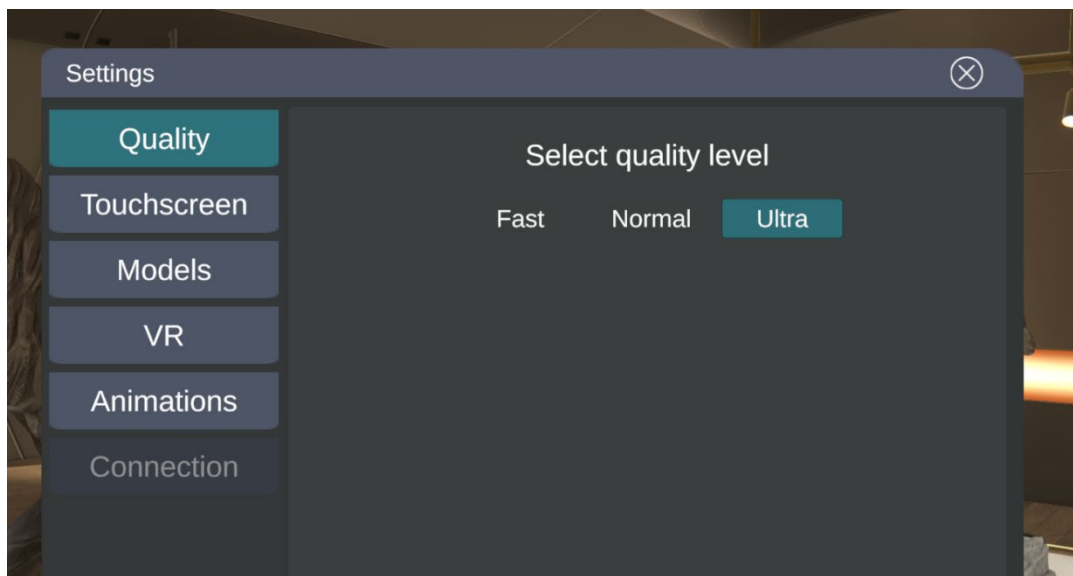 Settings
Quality
Touchscreen
Models
VR
Animations
Connection
Select quality level
Fast Normal Ultra